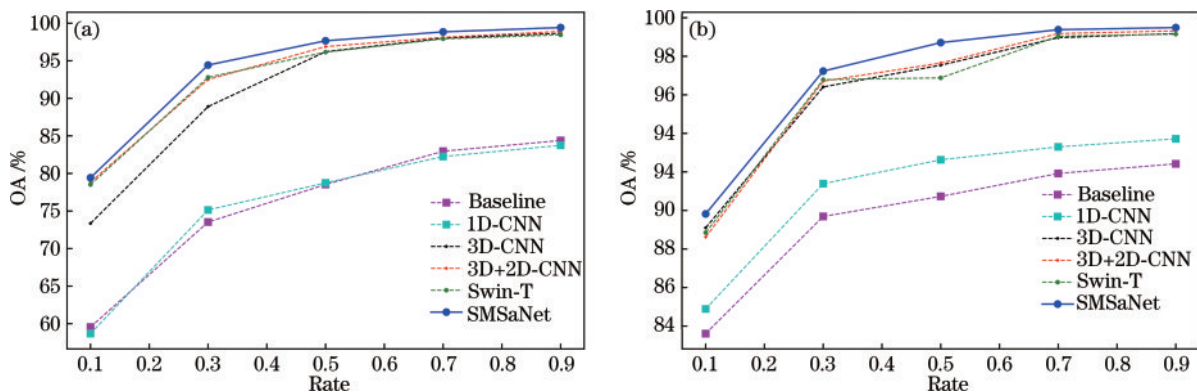 (a)
OA /%
100
95
90
85
80
75
70
65
60
Baseline
1D-CNN
3D-CNN
3D+2D-CNN
Swin-T
SMSaNet
0.1 0.2 0.3 0.4 0.5 0.6 0.7 0.8 0.9
Rate
(b)
OA /%
100
98
96
94
94
90
88
86
84
Baseline
1D-CNN
3D-CNN
3D+2D-CNN
Swin-T
SMSaNet
0.1 0.2 0.3 0.4 0.5 0.6 0.7 0.8 0.9
Rate